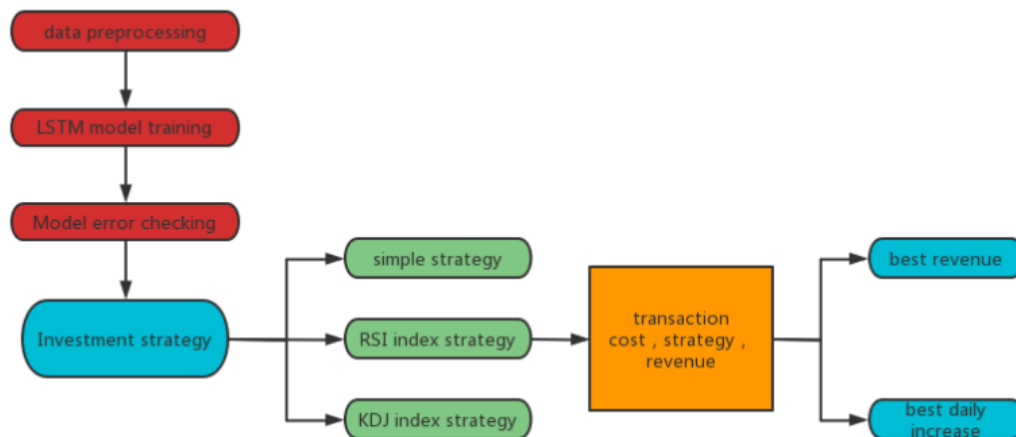 data preprocessing
LSTM model training
Model error checking
Investment strategy
simple strategy
RSI index strategy
KDJ index strategy
transaction
cost , strategy ,
revenue
best revenue
best daily
increase